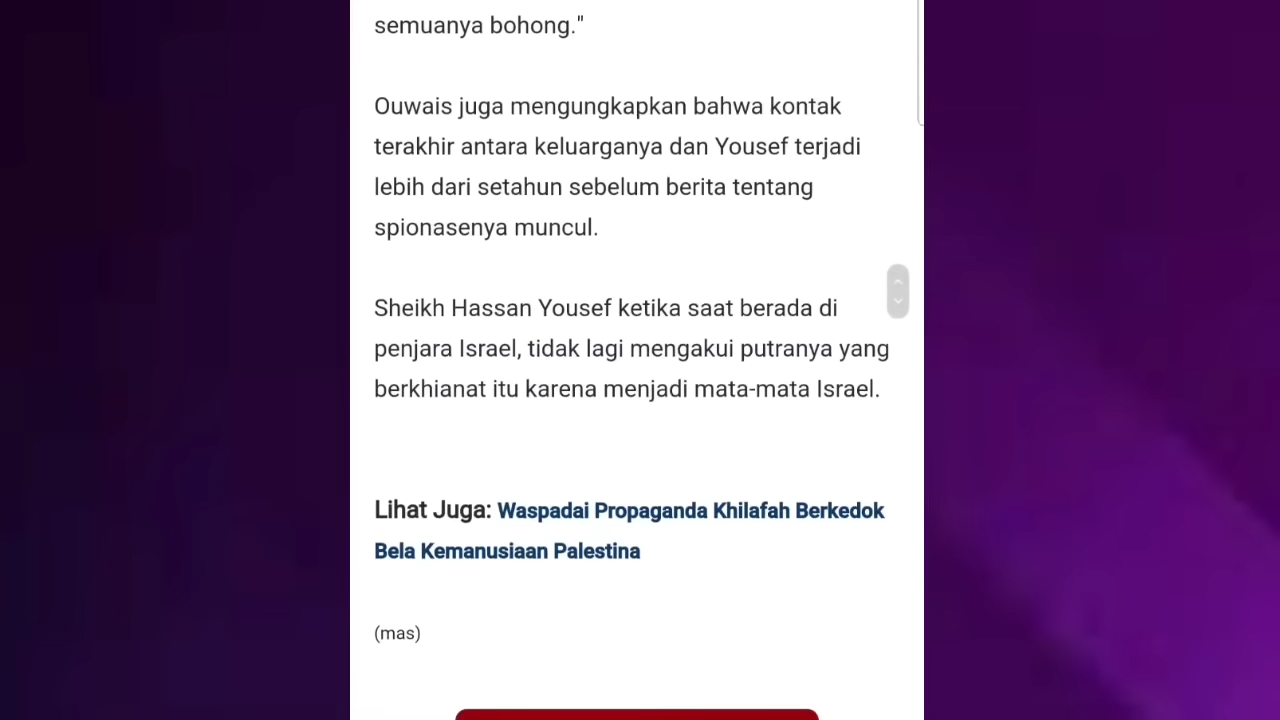 semuanya bohong."
Ouwais juga mengungkapkan bahwa kontak
terakhir antara keluarganya dan Yousef terjadi
lebih dari setahun sebelum berita tentang
spionasenya muncul.
Sheikh Hassan Yousef ketika saat berada di
penjara Israel, tidak lagi mengakui putranya yang
berkhianat itu karena menjadi mata-mata Israel.
Lihat Juga: Waspadai Propaganda Khilafah Berkedok
Bela Kemanusiaan Palestina
(mas)